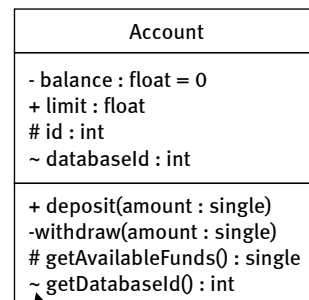 Account
- balance : float = 0
+ limit : float
# id : int
~ databaseId : int
+ deposit(amount : single)
-withdraw(amount : single)
# getAvailableFunds() : single
~ getDatabaseId() : int